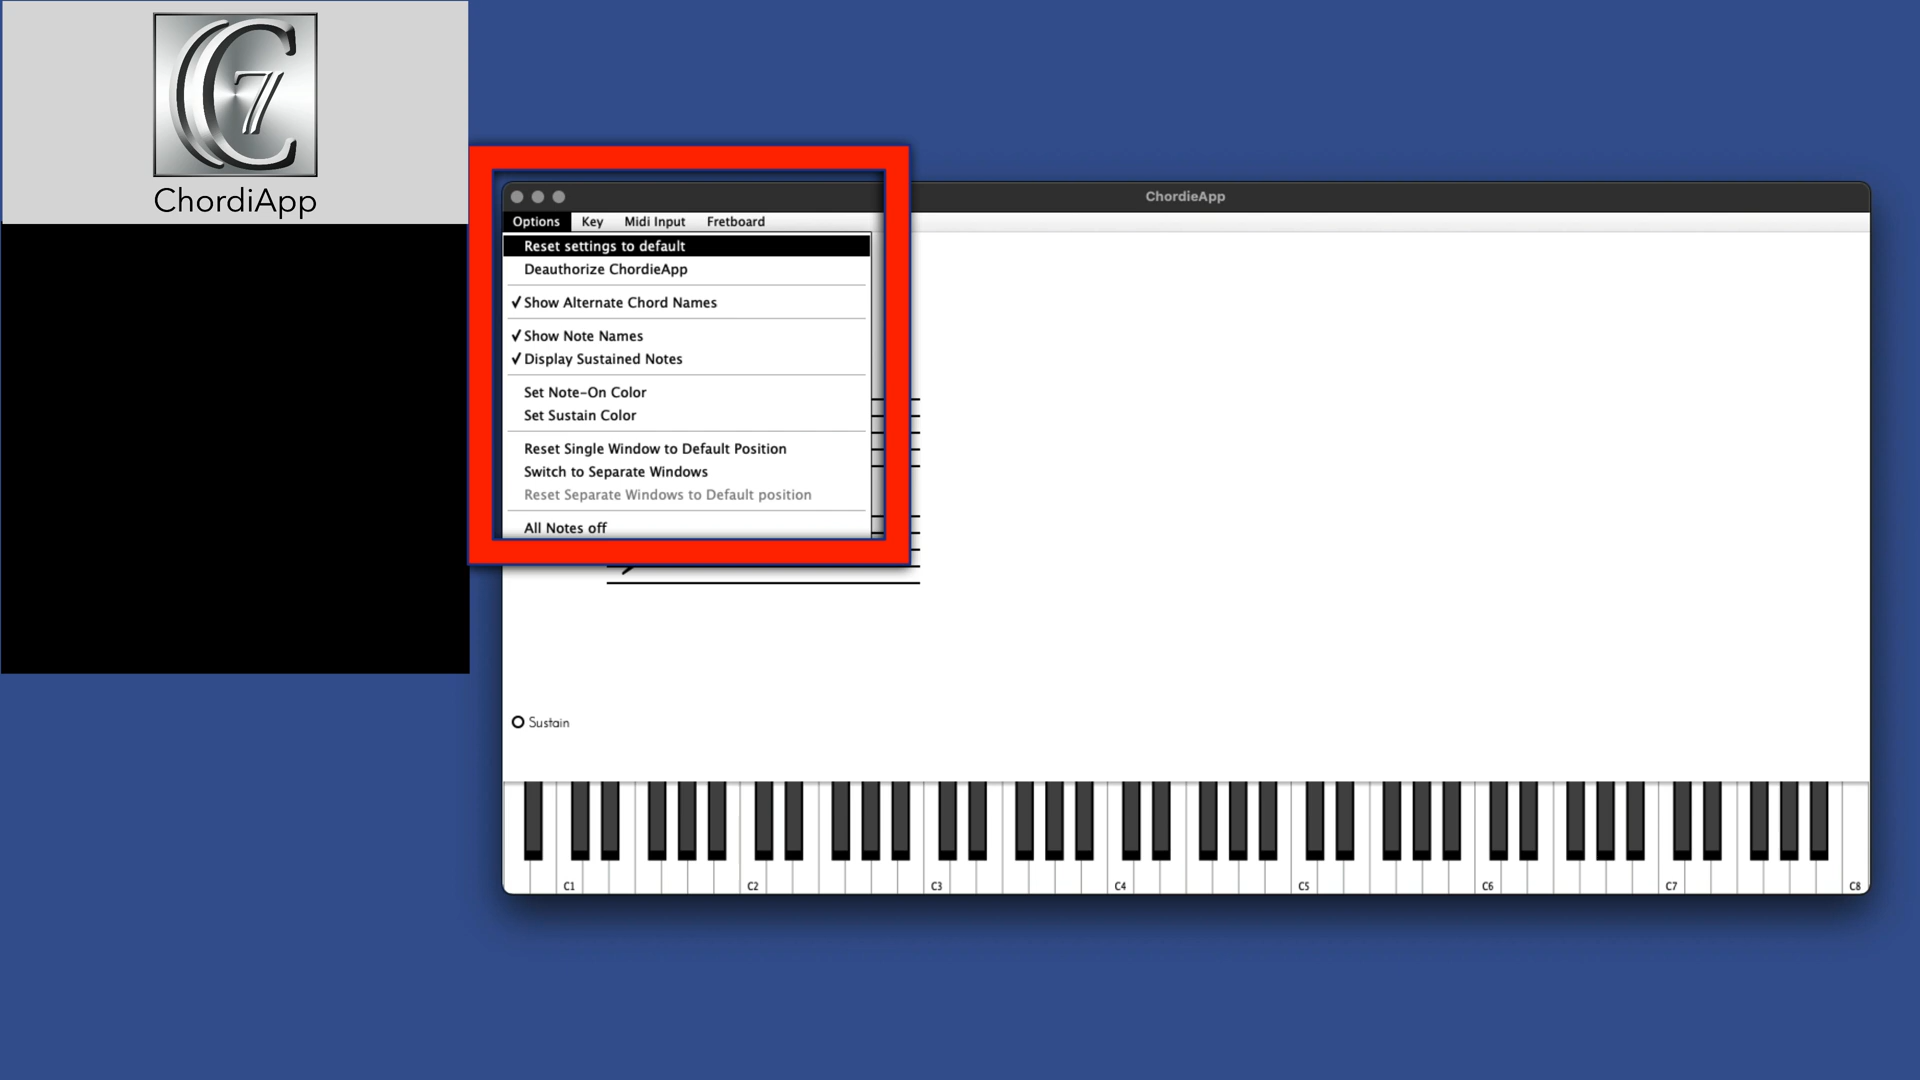 C7
ChordiApp
ChordieApp
Options Key Midi Input Fretboard
Reset settings to default
Deauthorize ChordieApp
✓ Show Alternate Chord Names
✓ Show Note Names
✓ Display Sustained Notes
Set Note-On Color
Set Sustain Color
Reset Single Window to Default Position
Switch to Separate Windows
Reset Separate Windows to Default position
All Notes off
Sustain
C1 C2 C3 C4 C5 C6 C7 C8